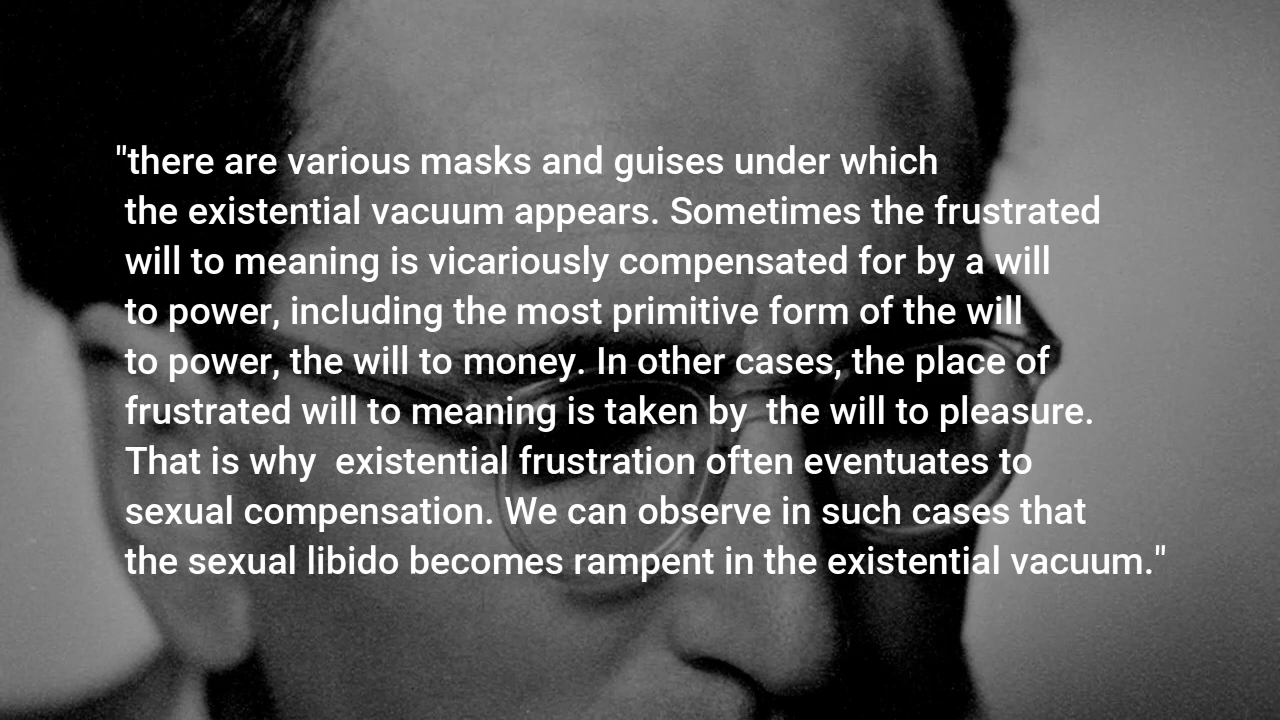 "there are various masks and guises under which
the existential vacuum appears. Sometimes the frustrated
will to meaning is vicariously compensated for by a will
to power, including the most primitive form of the will
to power, the will to money. In other cases, the place of
frustrated will to meaning is taken by  the will to pleasure.
That is why  existential frustration often eventuates to
sexual compensation. We can observe in such cases that
the sexual libido becomes rampent in the existential vacuum."